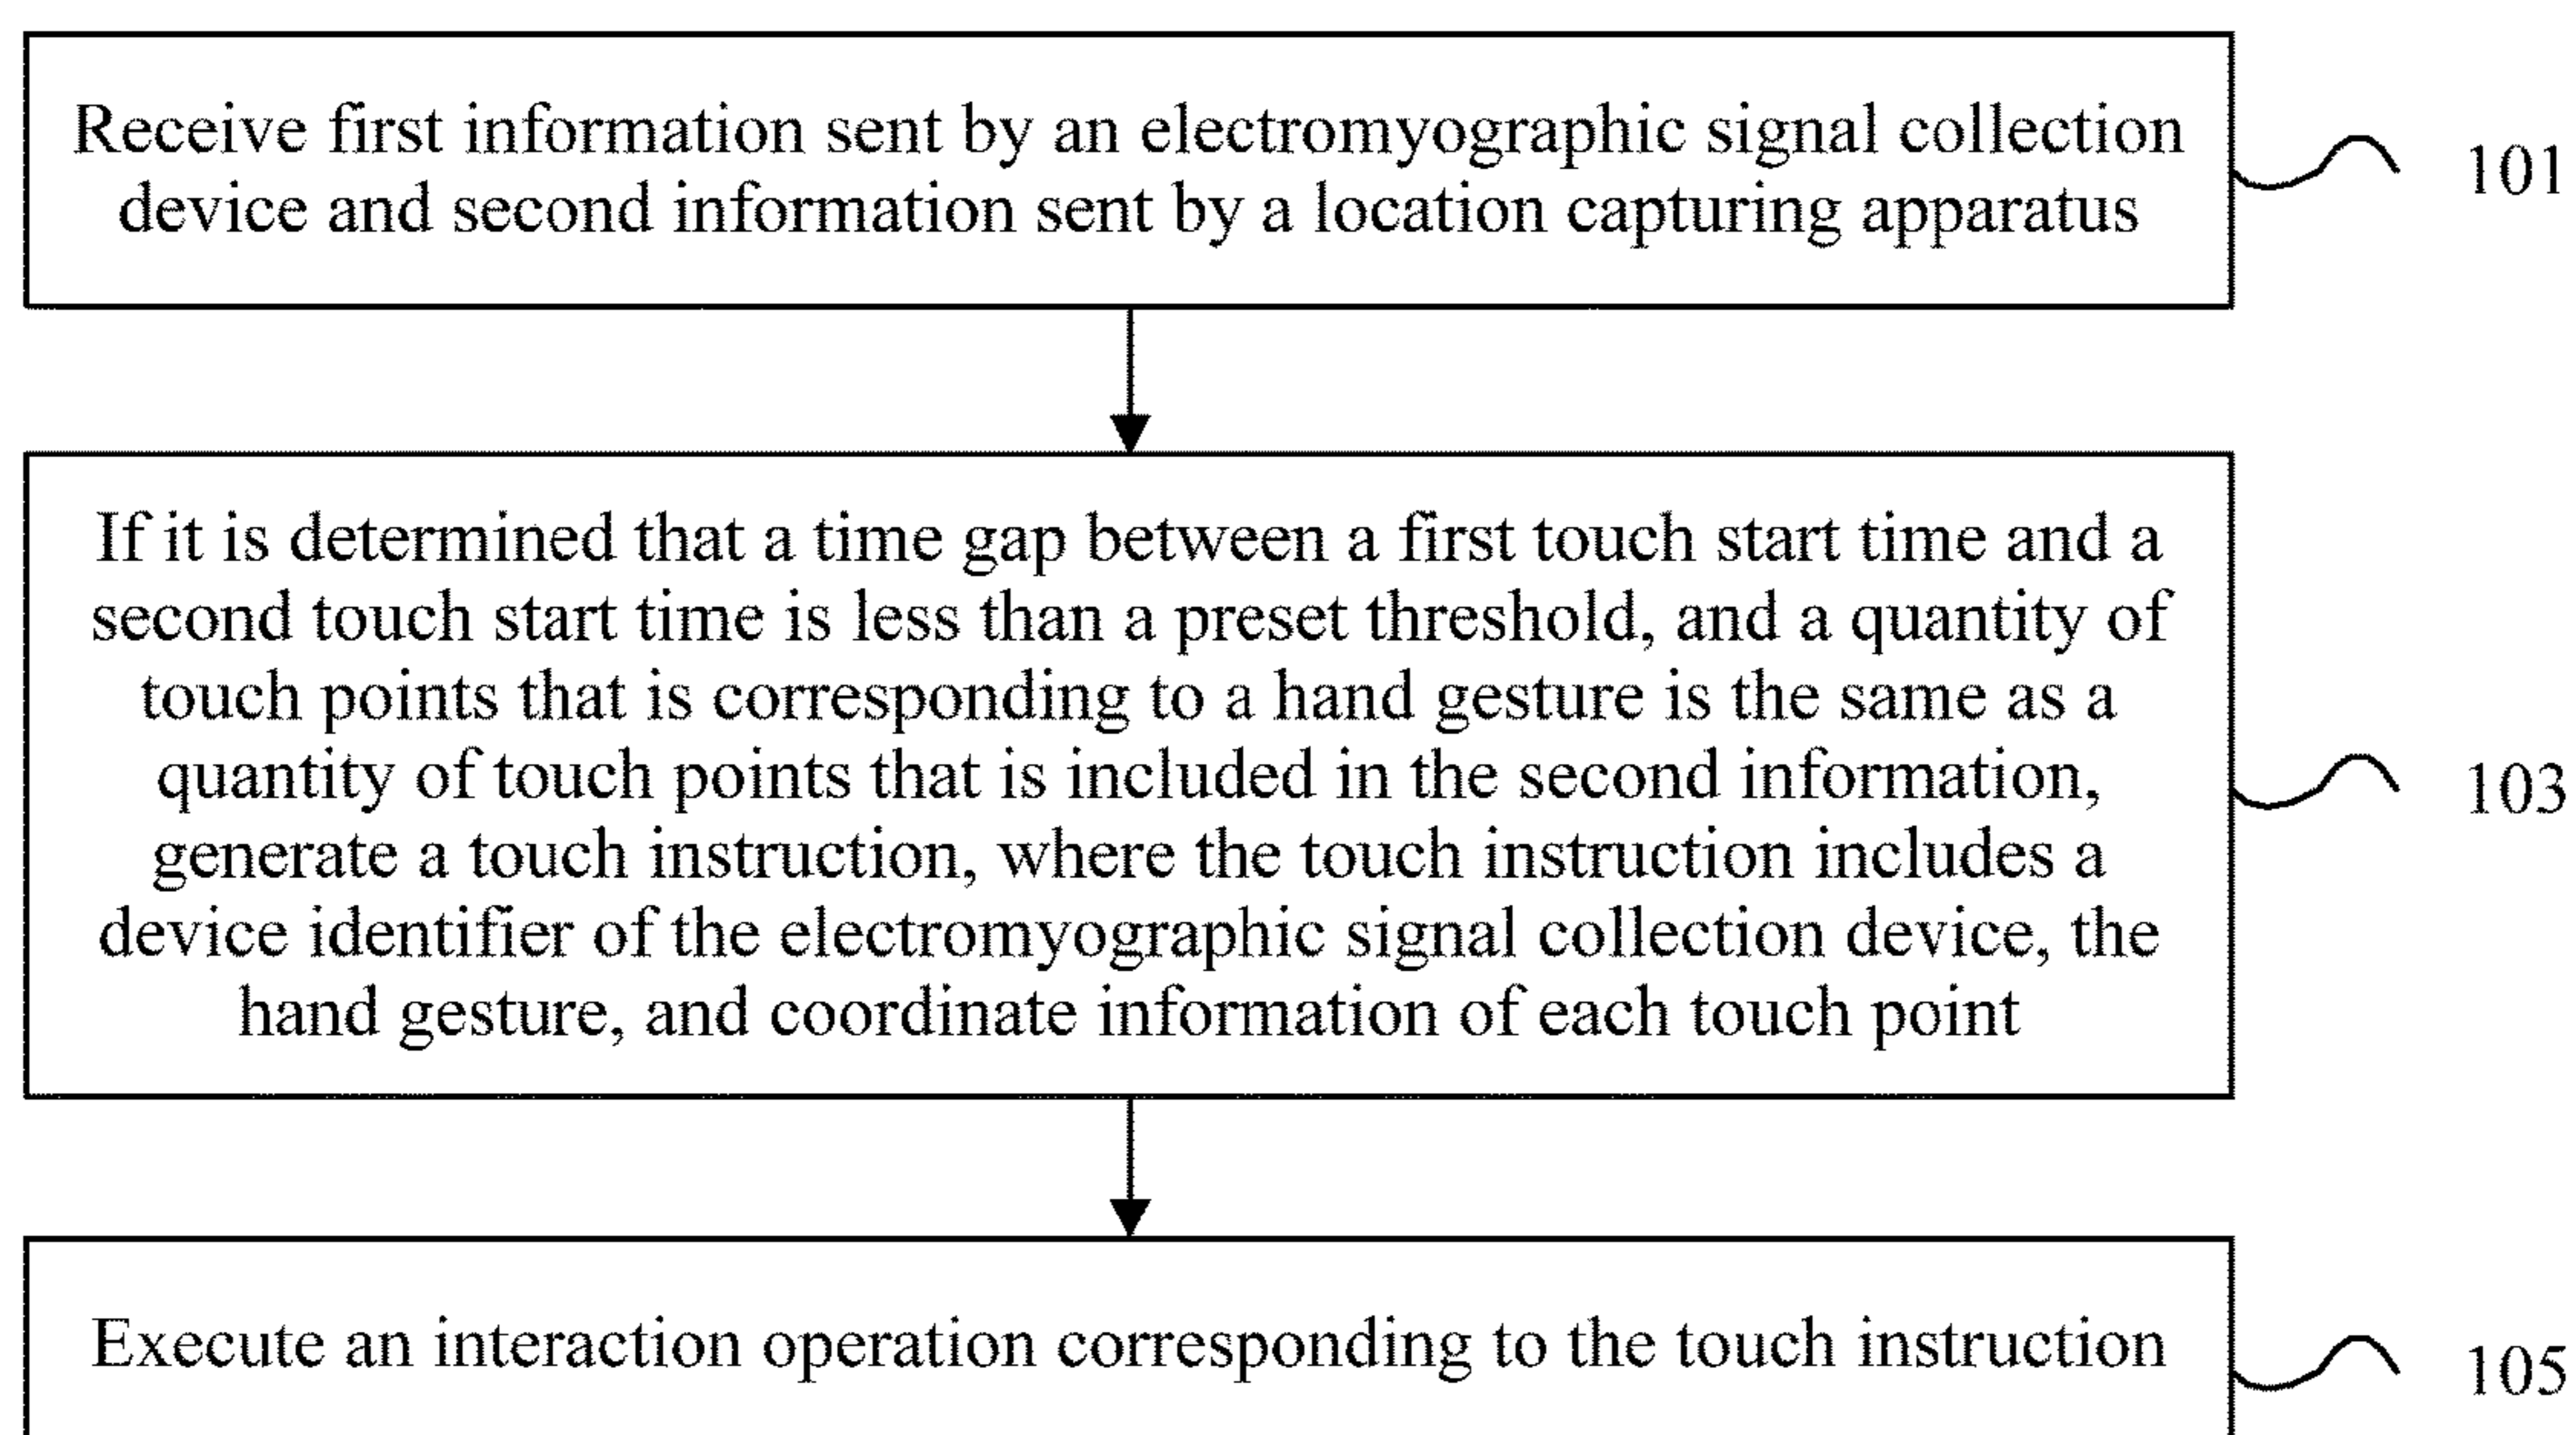 Receive first information sent by an electromyographic signal collection
device and second information sent by a location capturing apparatus
101
If it is determined that a time gap between a first touch start time and a
second touch start time is less than a preset threshold, and a quantity of
touch points that is corresponding to a hand gesture is the same as a
quantity of touch points that is included in the second information,
generate a touch instruction, where the touch instruction includes a
device identifier of the electromyographic signal collection device, the
hand gesture, and coordinate information of each touch point
103
Execute an interaction operation corresponding to the touch instruction
105